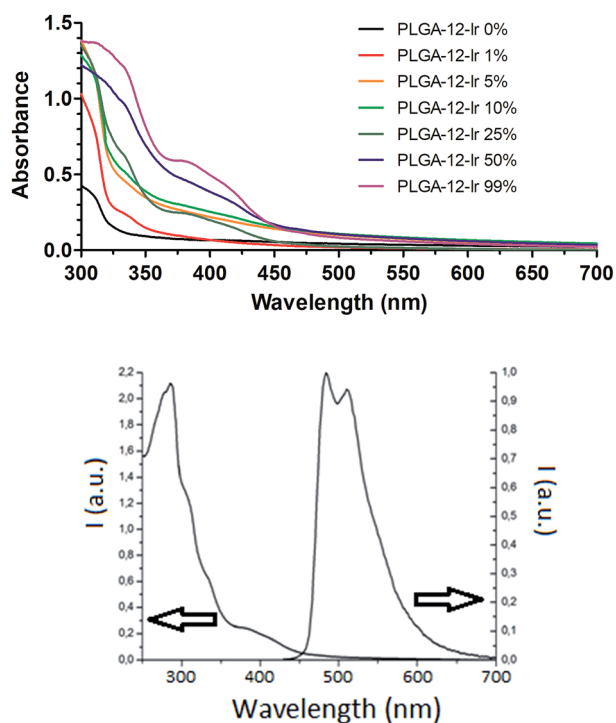 1.5
1.0
0.5
0.0
Absorbance
PLGA-12-Ir 0%
PLGA-12-Ir 1%
PLGA-12-Ir 5%
PLGA-12-Ir 10%
PLGA-12-Ir 25%
PLGA-12-Ir 50%
PLGA-12-Ir 99%
300 350 400 450 500 550 600 650 700
Wavelength (nm)
2,2
2,0
1,8
1,6
1,4
1,2
1,0
0,8
0,6
0,4
0,2
0,0
I (a.u.)
1,0
0,9
0,8
0,7
0,6
0,5
0,4
0,3
0,2
0,1
0,0
I (a.u.)
300 400 500 600 700
Wavelength (nm)